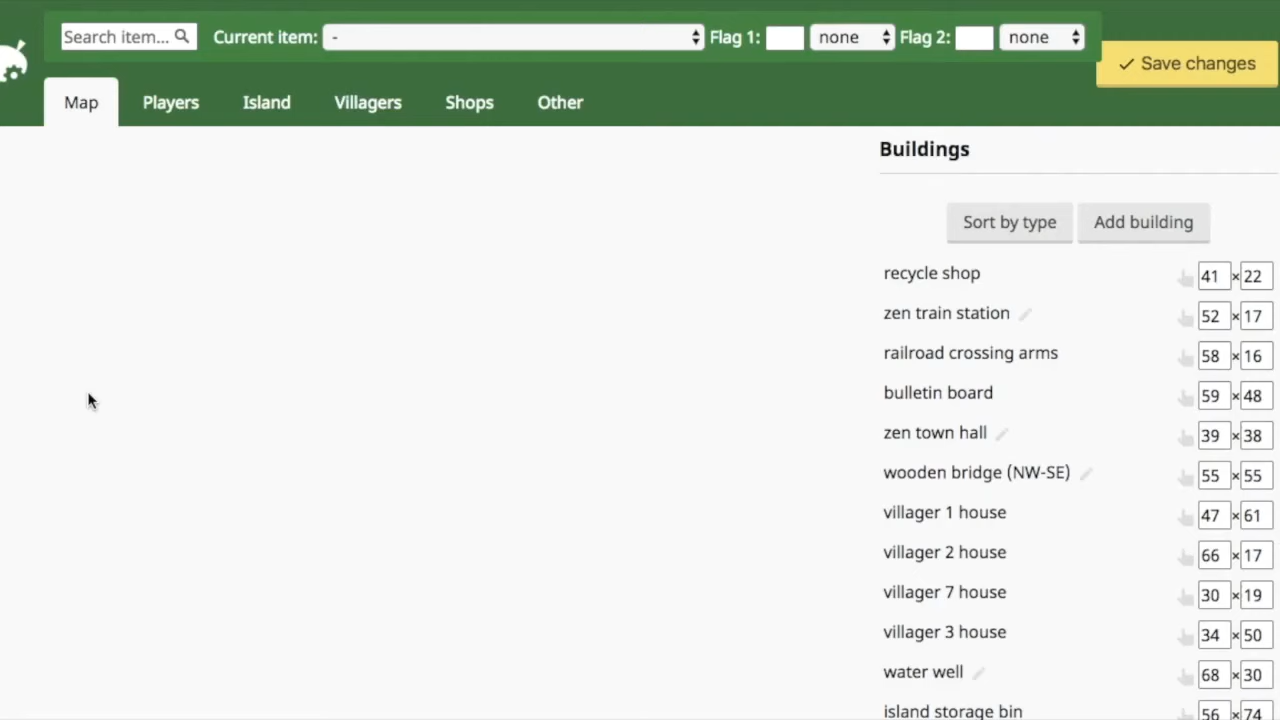 Search item... Current item: - Flag 1: none Flag 2: none
Save changes
Map Players Island Villagers Shops Other
Buildings
Sort by type Add building
recycle shop 41 × 22
zen train station 52 × 17
railroad crossing arms 58 × 16
bulletin board 59 × 48
zen town hall 39 × 38
wooden bridge (NW-SE) 55 × 55
villager 1 house 47 × 61
villager 2 house 66 × 17
villager 7 house 30 × 19
villager 3 house 34 × 50
water well 68 × 30
island storage bin 56 × 74